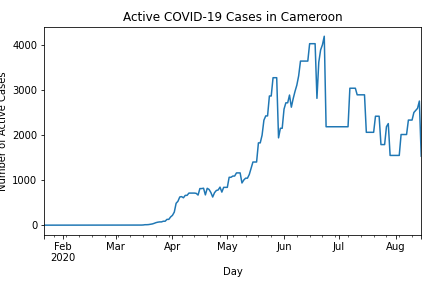 Active COVID-19 Cases in Cameroon
Number of Active Cases
4000
3000
2000
1000
0
Feb
2020
Mar
Apr
May
Jun
Jul
Aug
Day